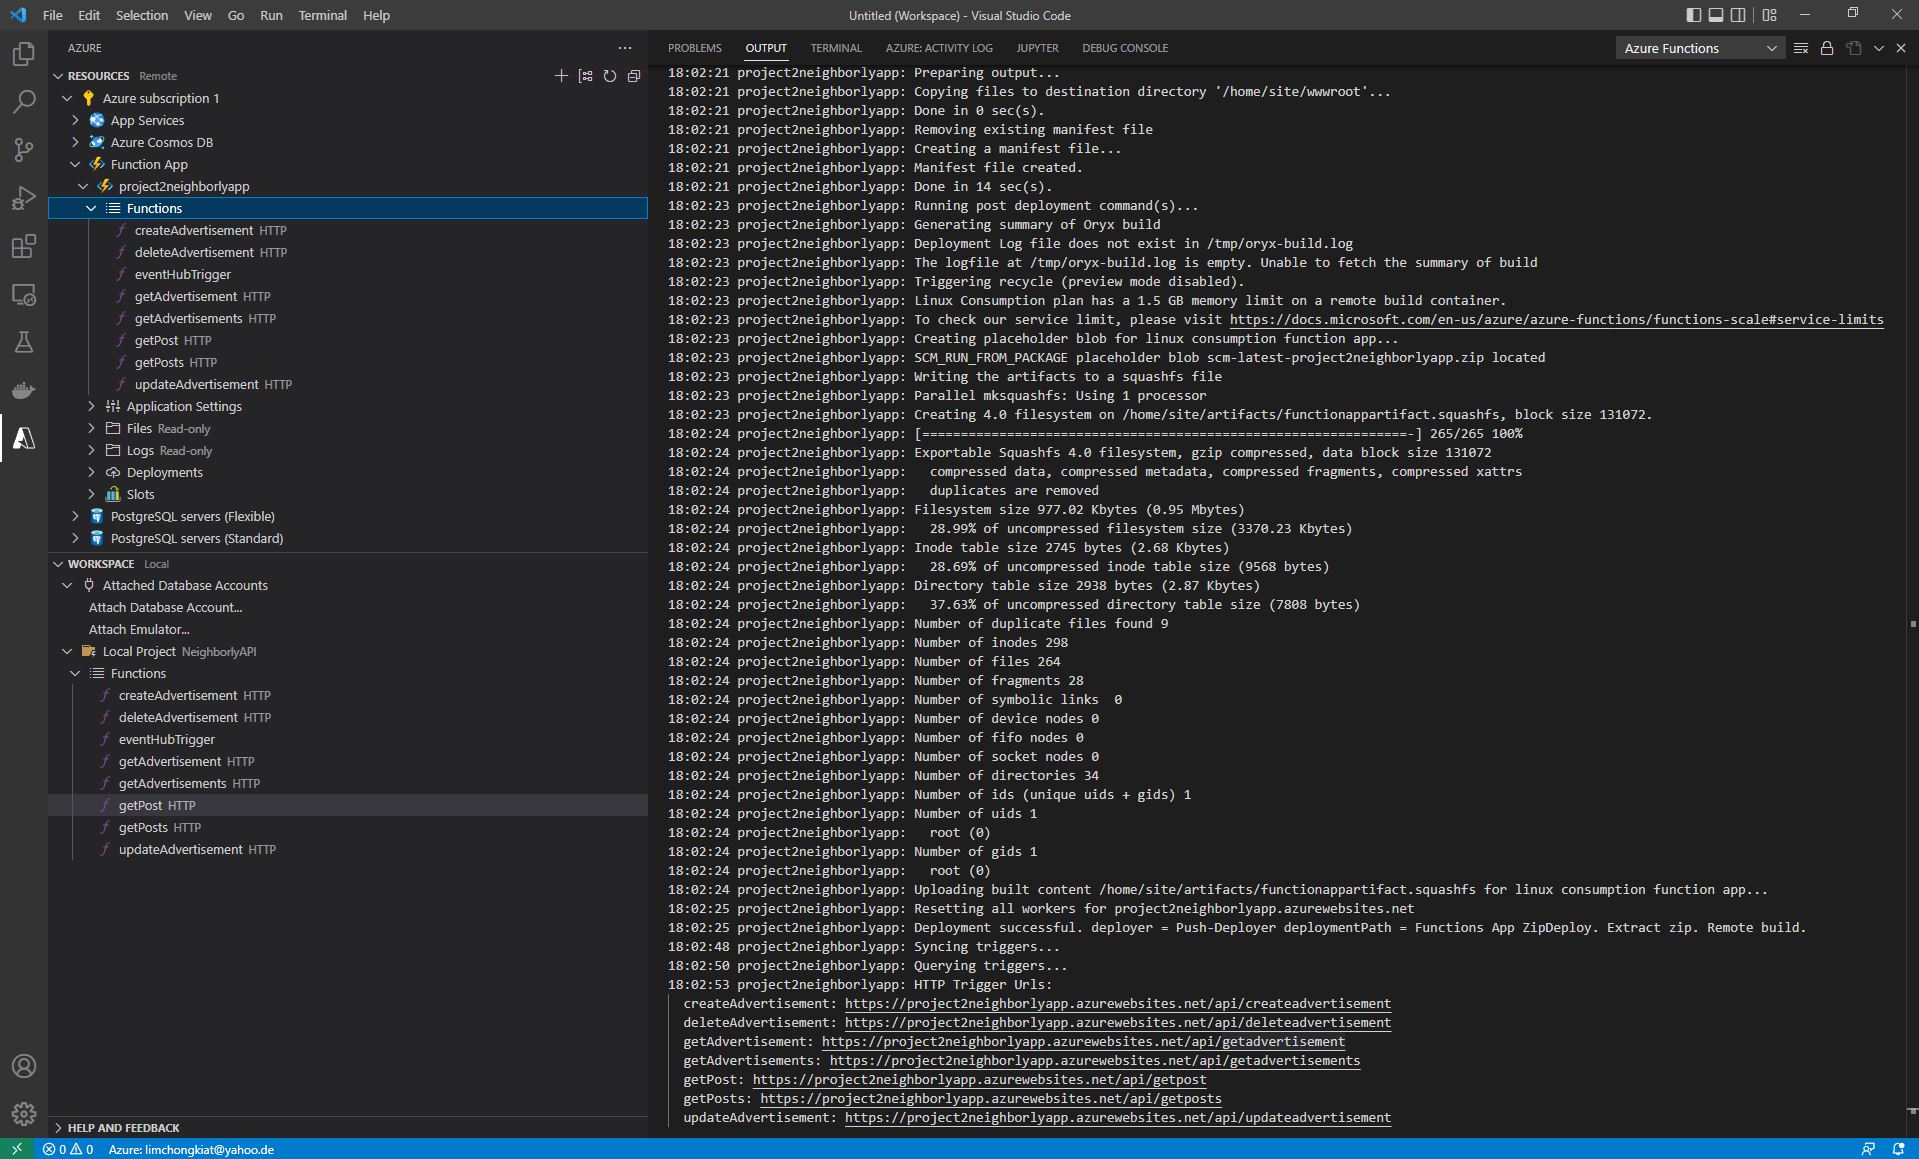 File Edit Selection View Go Run Terminal Help
Untitled (Workspace) - Visual Studio Code
AZURE
RESOURCES Remote
Azure subscription 1
App Services
Azure Cosmos DB
Function App
project2neighborlyapp
Functions
createAdvertisement HTTP
deleteAdvertisement HTTP
eventHubTrigger
getAdvertisement HTTP
getAdvertisements HTTP
getPost HTTP
getPosts HTTP
updateAdvertisement HTTP
Application Settings
Files Read-only
Logs Read-only
Deployments
Slots
PostgreSQL servers (Flexible)
PostgreSQL servers (Standard)
WORKSPACE Local
Attached Database Accounts
Attach Database Account...
Attach Emulator...
Local Project NeighborlyAPI
Functions
createAdvertisement HTTP
deleteAdvertisement HTTP
eventHubTrigger
getAdvertisement HTTP
getAdvertisements HTTP
getPost HTTP
getPosts HTTP
updateAdvertisement HTTP
HELP AND FEEDBACK
PROBLEMS OUTPUT TERMINAL AZURE: ACTIVITY LOG JUPYTER DEBUG CONSOLE
Azure Functions
18:02:21 project2neighborlyapp: Preparing output...
18:02:21 project2neighborlyapp: Copying files to destination directory '/home/site/wwwroot'...
18:02:21 project2neighborlyapp: Done in 0 sec(s).
18:02:21 project2neighborlyapp: Removing existing manifest file
18:02:21 project2neighborlyapp: Creating a manifest file...
18:02:21 project2neighborlyapp: Manifest file created.
18:02:21 project2neighborlyapp: Done in 14 sec(s).
18:02:23 project2neighborlyapp: Running post deployment command(s)...
18:02:23 project2neighborlyapp: Generating summary of Oryx build
18:02:23 project2neighborlyapp: Deployment Log file does not exist in /tmp/oryx-build.log
18:02:23 project2neighborlyapp: The logfile at /tmp/oryx-build.log is empty. Unable to fetch the summary of build
18:02:23 project2neighborlyapp: Triggering recycle (preview mode disabled).
18:02:23 project2neighborlyapp: Linux Consumption plan has a 1.5 GB memory limit on a remote build container.
18:02:23 project2neighborlyapp: To check our service limit, please visit https://docs.microsoft.com/en-us/azure/azure-functions/functions-scale#service-limits
18:02:23 project2neighborlyapp: Creating placeholder blob for linux consumption function app...
18:02:23 project2neighborlyapp: SCM_RUN_FROM_PACKAGE placeholder blob scm-latest-project2neighborlyapp.zip located
18:02:23 project2neighborlyapp: Writing the artifacts to a squashfs file
18:02:23 project2neighborlyapp: Parallel mksquashfs: Using 1 processor
18:02:23 project2neighborlyapp: Creating 4.0 filesystem on /home/site/artifacts/functionappartifact.squashfs, block size 131072.
18:02:24 project2neighborlyapp: [===============================================================-] 265/265 100%
18:02:24 project2neighborlyapp: Exportable Squashfs 4.0 filesystem, gzip compressed, data block size 131072
18:02:24 project2neighborlyapp: compressed data, compressed metadata, compressed fragments, compressed xattrs
18:02:24 project2neighborlyapp: duplicates are removed
18:02:24 project2neighborlyapp: Filesystem size 977.02 Kbytes (0.95 Mbytes)
18:02:24 project2neighborlyapp: 28.99% of uncompressed filesystem size (3370.23 Kbytes)
18:02:24 project2neighborlyapp: Inode table size 2745 bytes (2.68 Kbytes)
18:02:24 project2neighborlyapp: 28.69% of uncompressed inode table size (9568 bytes)
18:02:24 project2neighborlyapp: Directory table size 2938 bytes (2.87 Kbytes)
18:02:24 project2neighborlyapp: 37.63% of uncompressed directory table size (7808 bytes)
18:02:24 project2neighborlyapp: Number of duplicate files found 9
18:02:24 project2neighborlyapp: Number of inodes 298
18:02:24 project2neighborlyapp: Number of files 264
18:02:24 project2neighborlyapp: Number of fragments 28
18:02:24 project2neighborlyapp: Number of symbolic links 0
18:02:24 project2neighborlyapp: Number of device nodes 0
18:02:24 project2neighborlyapp: Number of fifo nodes 0
18:02:24 project2neighborlyapp: Number of socket nodes 0
18:02:24 project2neighborlyapp: Number of directories 34
18:02:24 project2neighborlyapp: Number of ids (unique uids + gids) 1
18:02:24 project2neighborlyapp: Number of uids 1
18:02:24 project2neighborlyapp: root (0)
18:02:24 project2neighborlyapp: Number of gids 1
18:02:24 project2neighborlyapp: root (0)
18:02:24 project2neighborlyapp: Uploading built content /home/site/artifacts/functionappartifact.squashfs for linux consumption function app...
18:02:25 project2neighborlyapp: Resetting all workers for project2neighborlyapp.azurewebsites.net
18:02:25 project2neighborlyapp: Deployment successful. deployer = Push-Deployer deploymentPath = Functions App ZipDeploy. Extract zip. Remote build.
18:02:48 project2neighborlyapp: Syncing triggers...
18:02:50 project2neighborlyapp: Querying triggers...
18:02:53 project2neighborlyapp: HTTP Trigger Urls:
createAdvertisement: https://project2neighborlyapp.azurewebsites.net/api/createadvertisement
deleteAdvertisement: https://project2neighborlyapp.azurewebsites.net/api/deleteadvertisement
getAdvertisement: https://project2neighborlyapp.azurewebsites.net/api/getadvertisement
getAdvertisements: https://project2neighborlyapp.azurewebsites.net/api/getadvertisements
getPost: https://project2neighborlyapp.azurewebsites.net/api/getpost
getPosts: https://project2neighborlyapp.azurewebsites.net/api/getposts
updateAdvertisement: https://project2neighborlyapp.azurewebsites.net/api/updateadvertisement
0 0 Azure: limchongkiat@yahoo.de